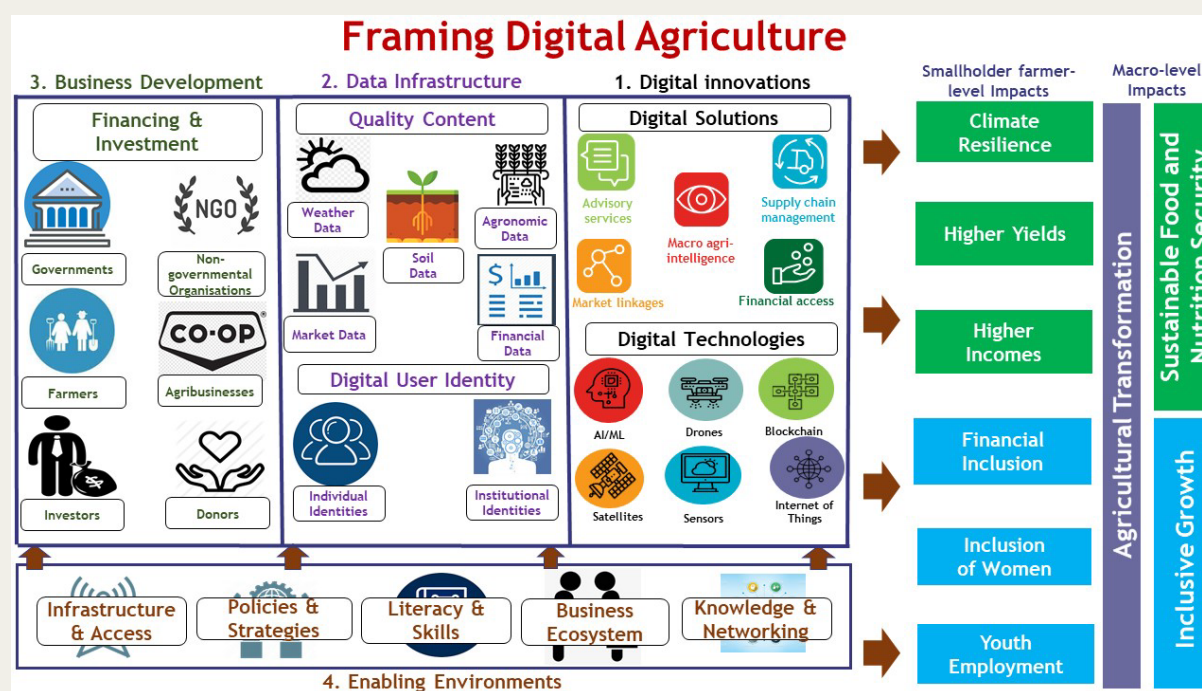 Framing Digital Agriculture
3. Business Development
2. Data Infrastructure
1. Digital innovations
Smallholder farmer-
level Impacts
Macro-level
Impacts
Financing &
Investment
Governments
NGO
Non-
governmental
Organisations
Farmers
CO-OP
Agribusinesses
Investors
Donors
Quality Content
Weather
Data
Soil
Data
Agronomic
Data
Market Data
$
Financial
Data
Digital User Identity
Individual
Identities
Institutional
Identities
Digital Solutions
Advisory
services
Macro agri-
intelligence
Supply chain
management
Market linkages
Financial access
Digital Technologies
AI/ML
Drones
Blockchain
Satellites
Sensors
Internet of
Things
Infrastructure
& Access
Policies &
Strategies
Literacy &
Skills
Business
Ecosystem
Knowledge &
Networking
4. Enabling Environments
Climate
Resilience
Higher Yields
Higher
Incomes
Financial
Inclusion
Inclusion
of Women
Youth
Employment
Agricultural Transformation
Sustainable Food and
Nutrition Security
Inclusive Growth